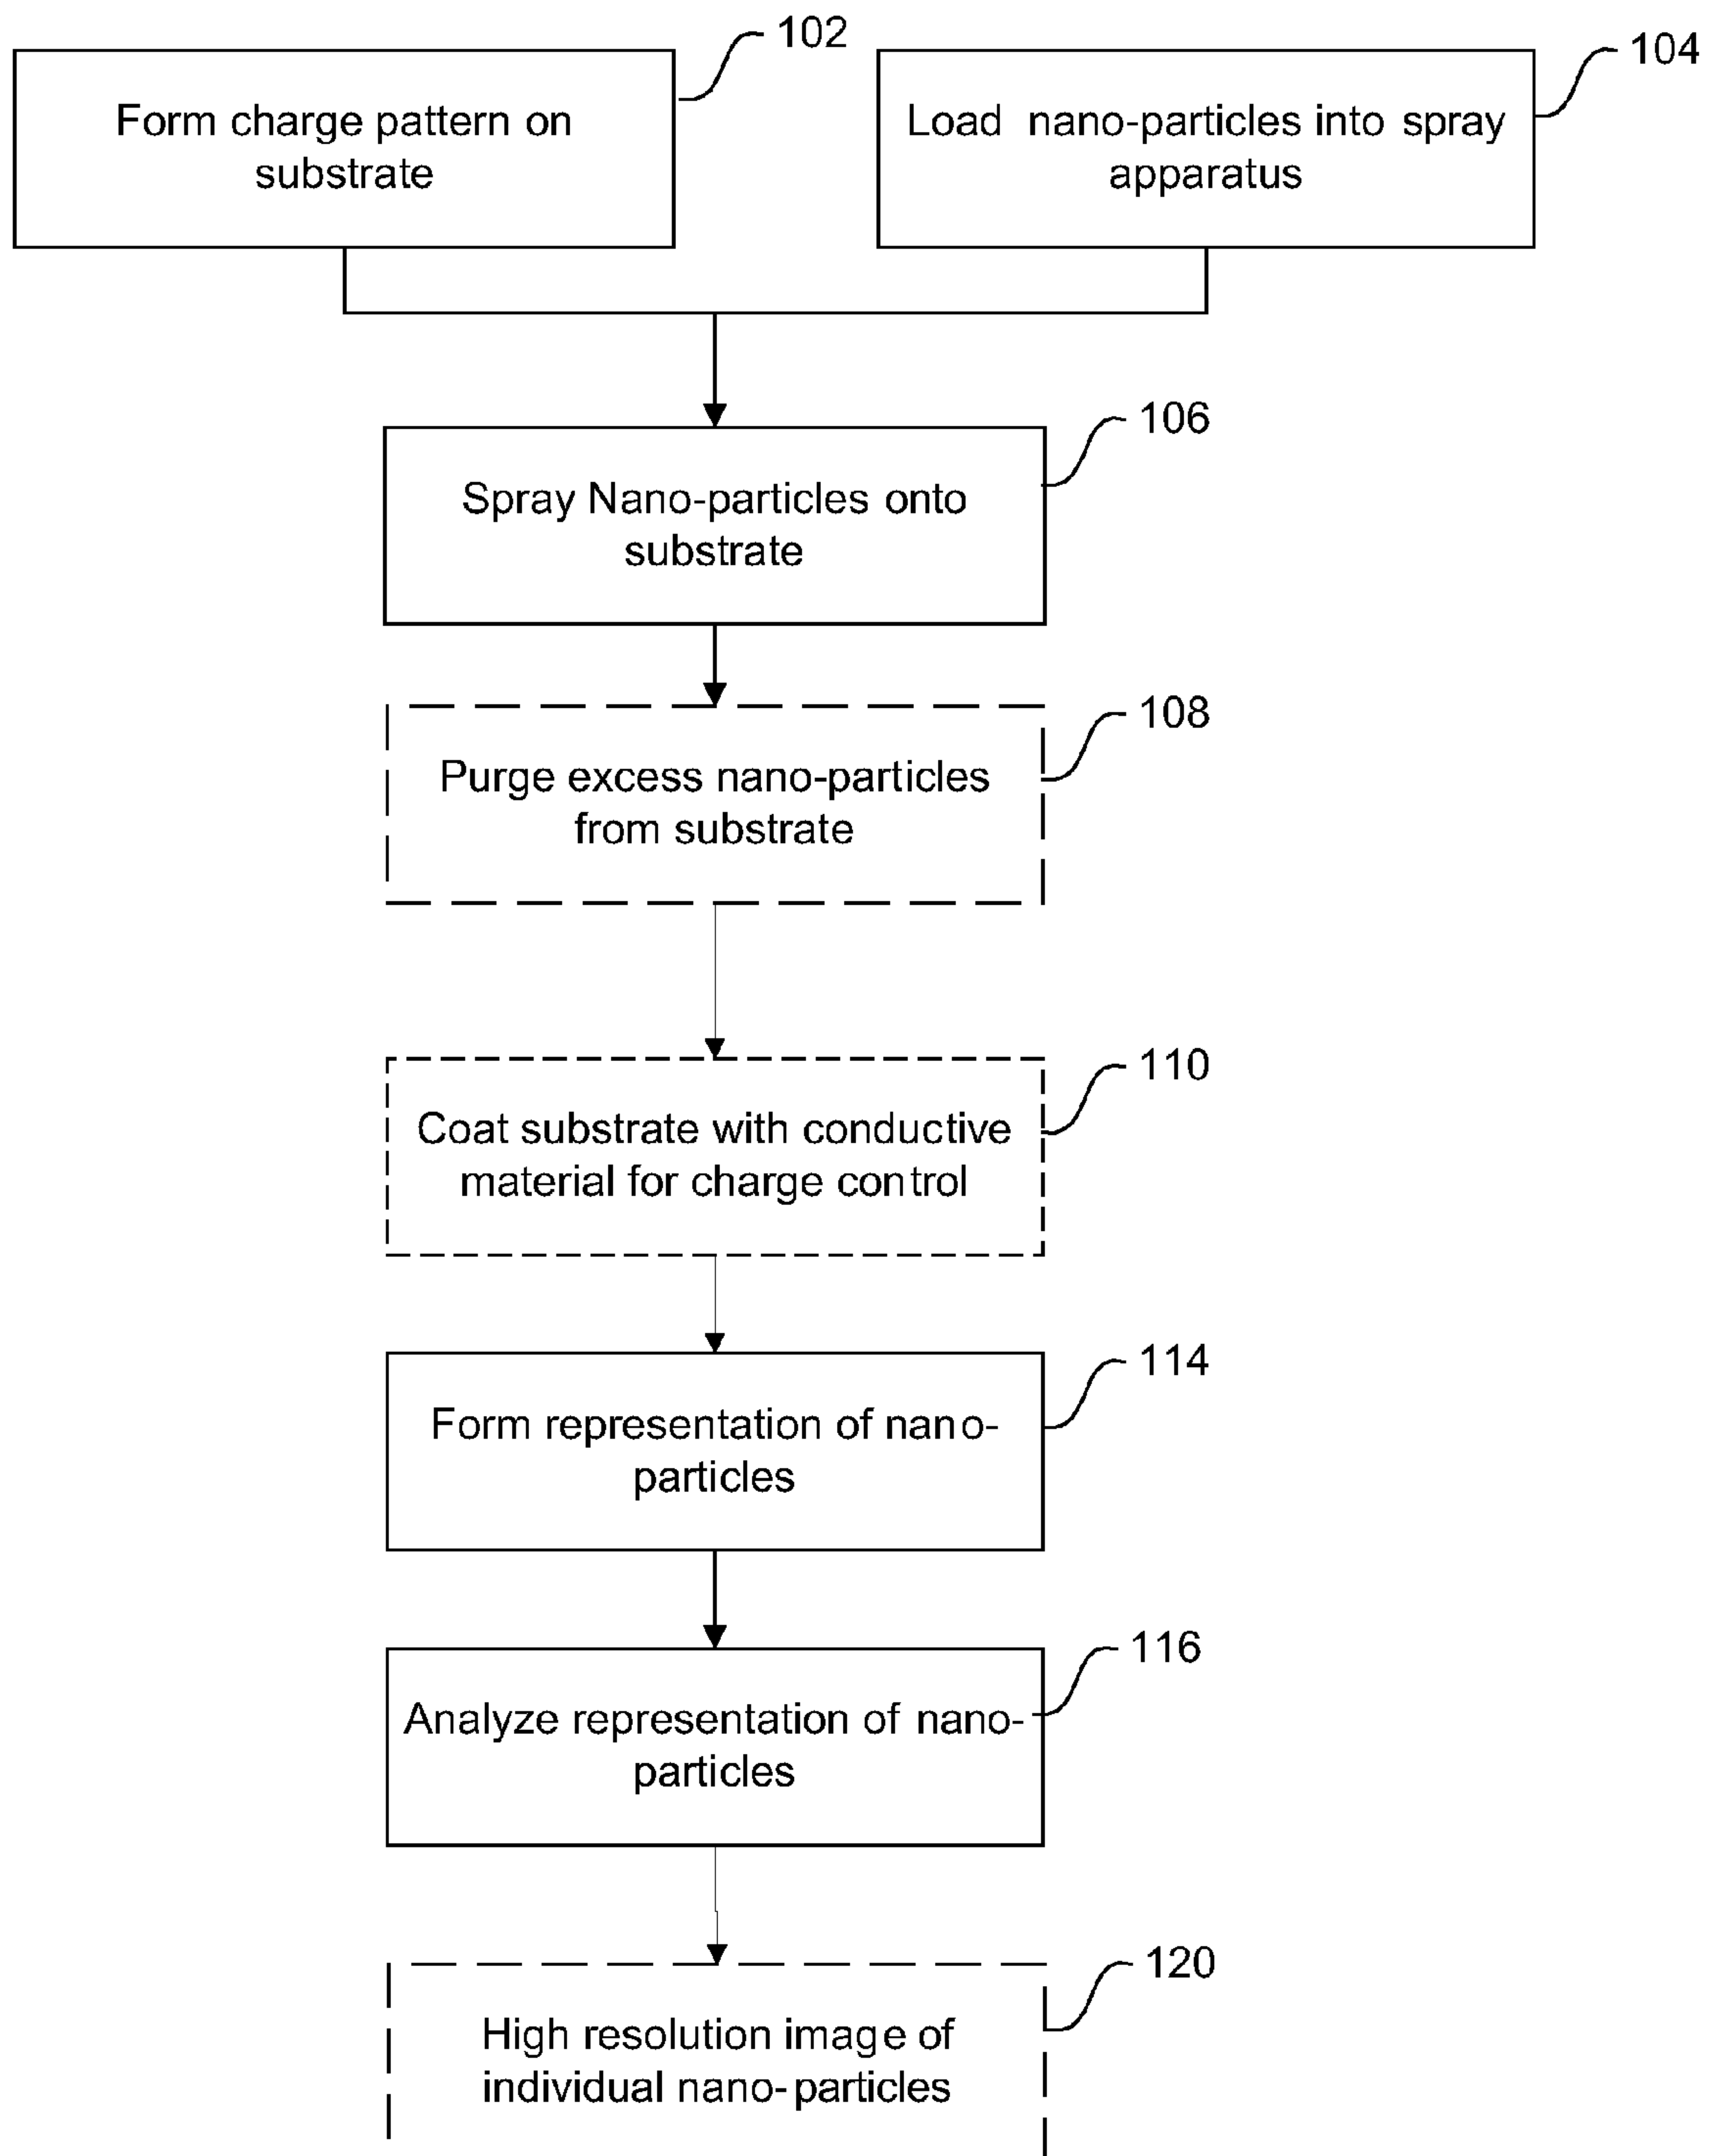 102
104
Form charge pattern on
substrate
Load nano-particles into spray
apparatus
106
Spray Nano-particles onto
substrate
108
Purge excess nano-particles
from substrate
110
Coat substrate with conductive
material for charge control
114
Form representation of nano-
particles
116
Analyze representation of nano-
particles
120
High resolution image of
individual nano-particles